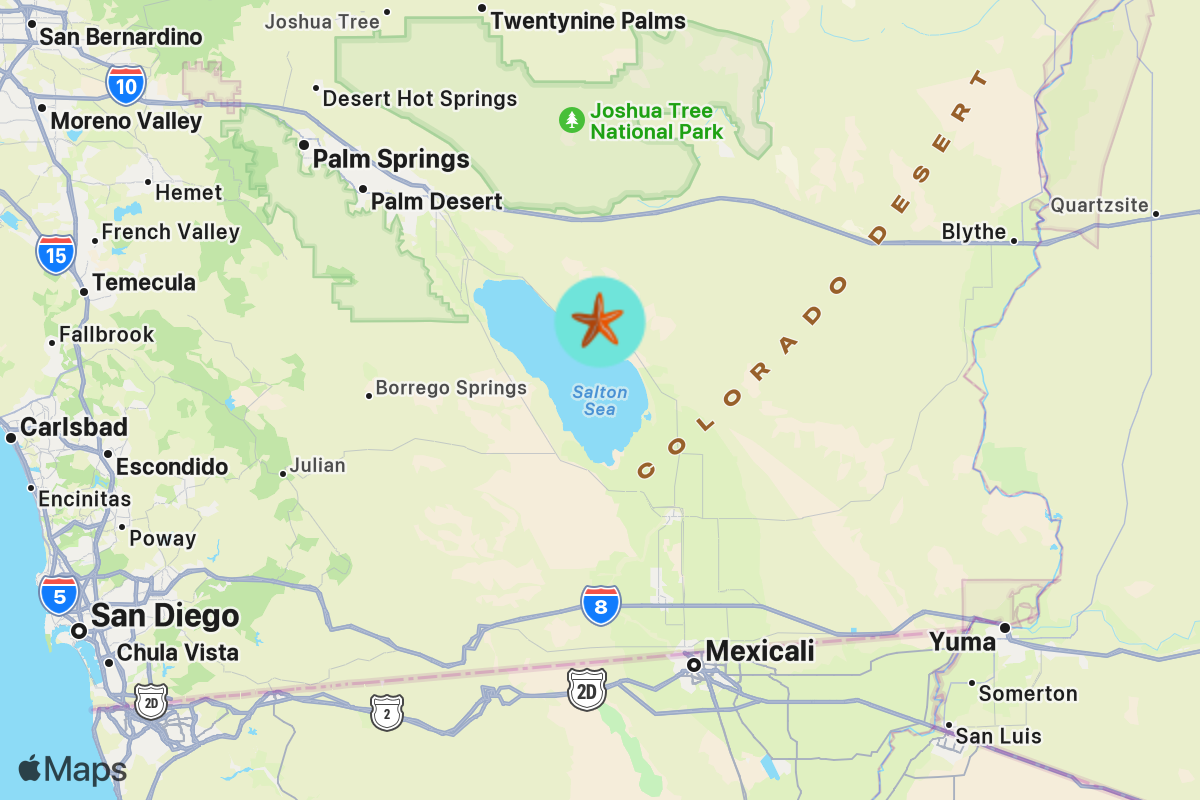 Joshua Tree
Twentynine Palms
San Bernardino
10
Desert Hot Springs
Joshua Tree
National Park
Moreno Valley
Palm Springs
Hemet
Palm Desert
Quartzsite
French Valley
Blythe
15
Temecula
Fallbrook
Borrego Springs
Salton
Sea
COLORADO DESERT
Carlsbad
Escondido
Julian
Encinitas
Poway
5
8
San Diego
Yuma
Chula Vista
Mexicali
2D
2
2D
Somerton
San Luis
Maps